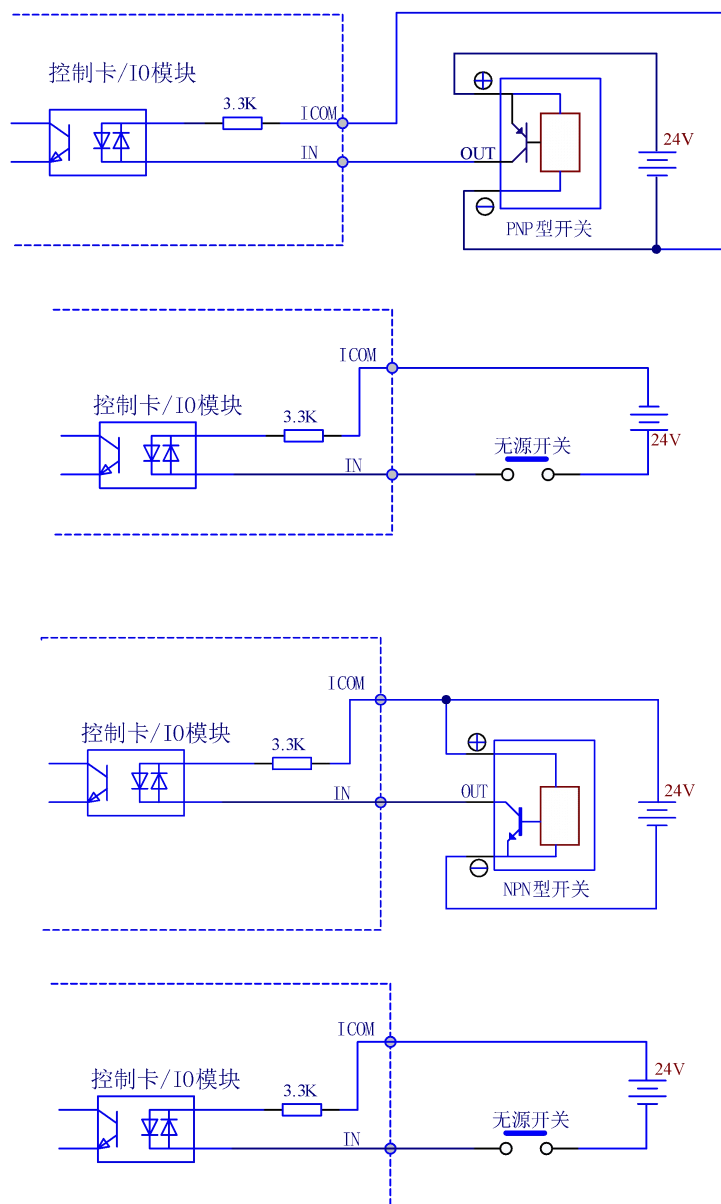 控制卡/IO模块
3.3K
ICOM
IN
OUT
24V
PNP型开关
ICOM
控制卡/IO模块
3.3K
IN
无源开关
24V
ICOM
控制卡/IO模块
3.3K
IN
OUT
24V
NPN型开关
ICOM
控制卡/IO模块
3.3K
IN
无源开关
24V